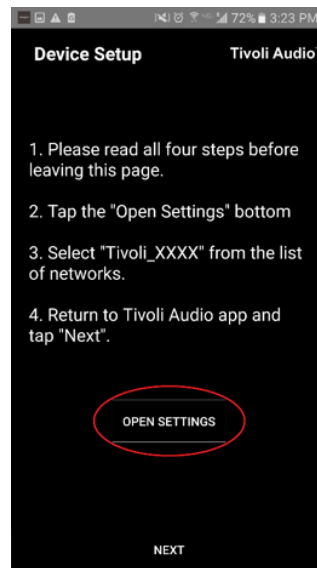 72% 3:23 PM
Device Setup Tivoli Audio
1. Please read all four steps before
leaving this page.
2. Tap the "Open Settings" bottom
3. Select "Tivoli_XXXX" from the list
of networks.
4. Return to Tivoli Audio app and
tap "Next".
OPEN SETTINGS
NEXT